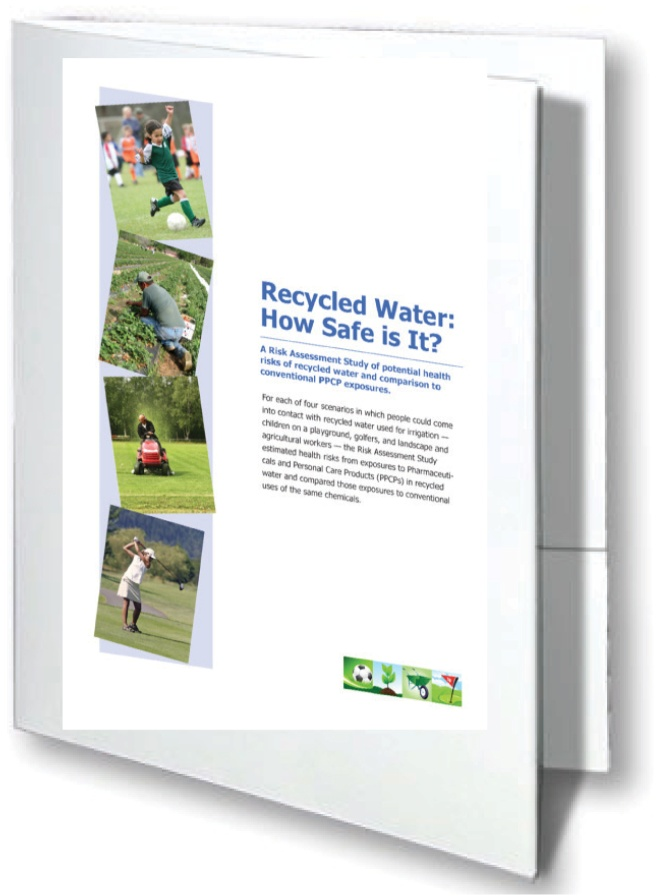 Recycled Water:
How Safe is It?
A Risk Assessment Study of potential health
risks of recycled water and comparison to
conventional PPCP exposures.
For each of four scenarios in which people could come
into contact with recycled water used for irrigation —
children on a playground, golfers, and landscape and
agricultural workers — the Risk Assessment Study
estimated health risks from exposures to Pharmaceuti-
cals and Personal Care Products (PPCPs) in recycled
water and compared those exposures to conventional
uses of the same chemicals.